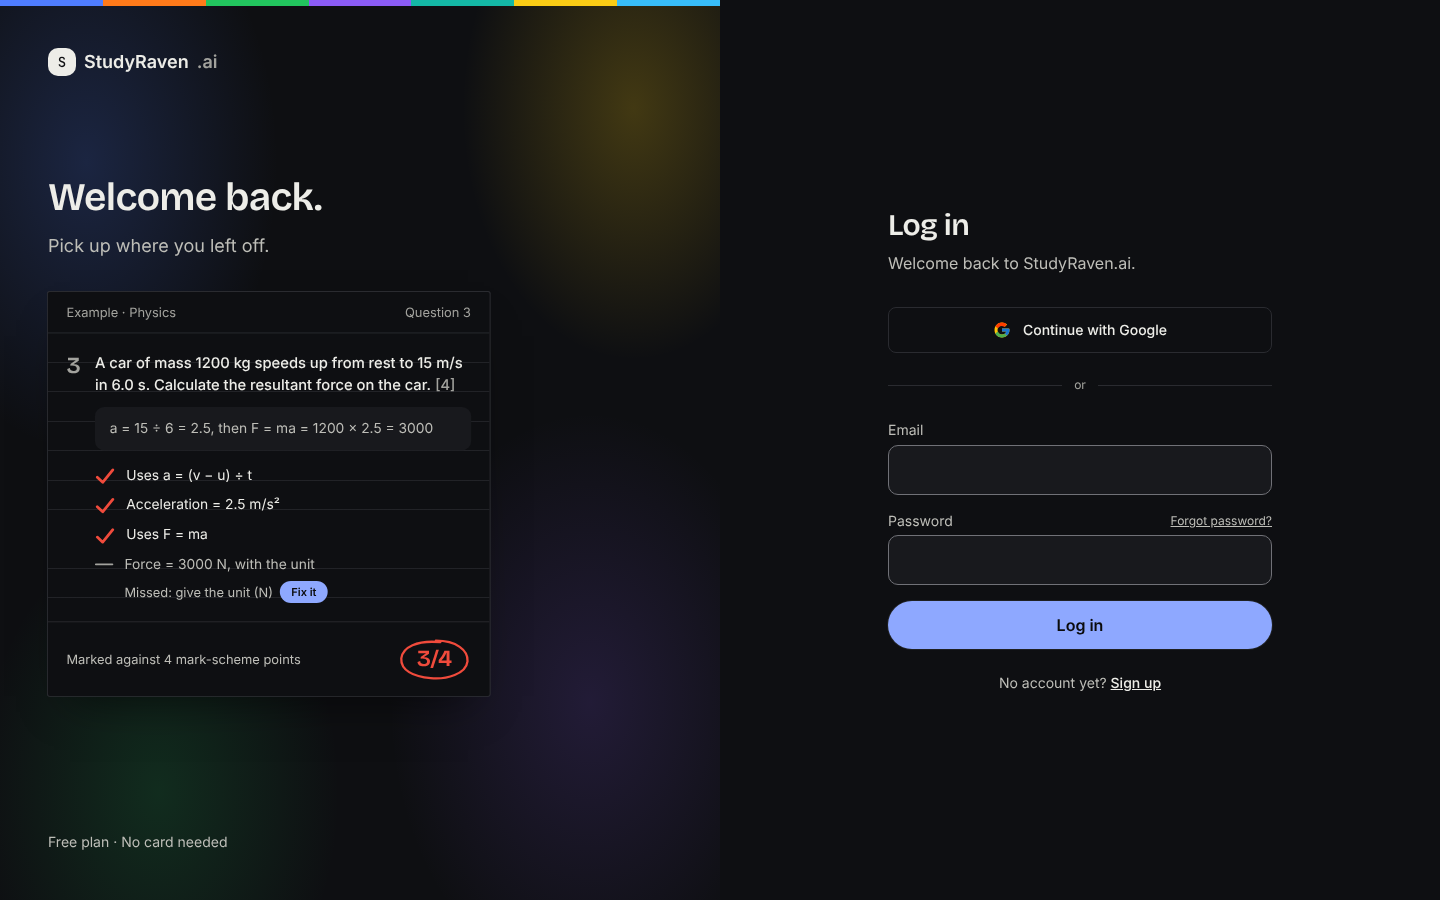 S StudyRaven .ai
Welcome back.
Pick up where you left off.
Example · Physics
Question 3
3 A car of mass 1200 kg speeds up from rest to 15 m/s
in 6.0 s. Calculate the resultant force on the car. [4]
a = 15 ÷ 6 = 2.5, then F = ma = 1200 × 2.5 = 3000
Uses a = (v − u) ÷ t
Acceleration = 2.5 m/s²
Uses F = ma
Force = 3000 N, with the unit
Missed: give the unit (N) Fix it
Marked against 4 mark-scheme points
3/4
Free plan · No card needed
Log in
Welcome back to StudyRaven.ai.
Continue with Google
or
Email
Password
Forgot password?
Log in
No account yet? Sign up